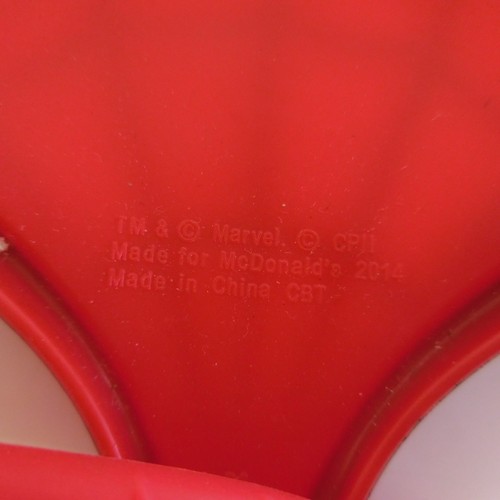 TM & © Marvel. © CPII
Made for McDonald's 2014
Made in China CBT